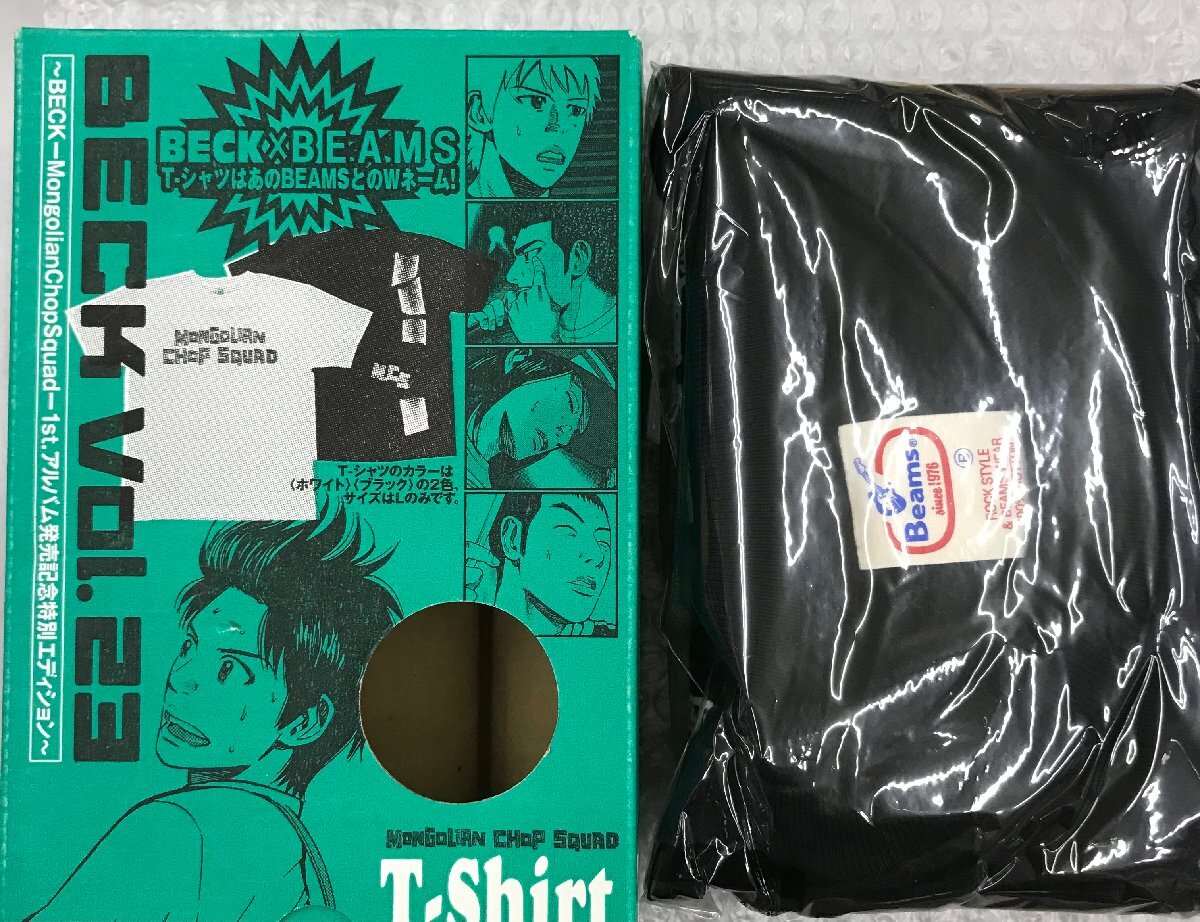 BECK Vol.23
～BECK－MongolianChopSquad－1st.アルバム発売記念特別エディション～
BECK×B.E.A.M.S
T-シャツはあのBEAMSとのWネーム!
MONGOLIAN
CHOP SQUAD
M.C.S
T-シャツのカラーは
〈ホワイト〉〈ブラック〉の2色、
サイズはLのみです。
MONGOLIAN CHOP SQUAD
T-Shirt
Beams®
since 1976
ROCK STYLE